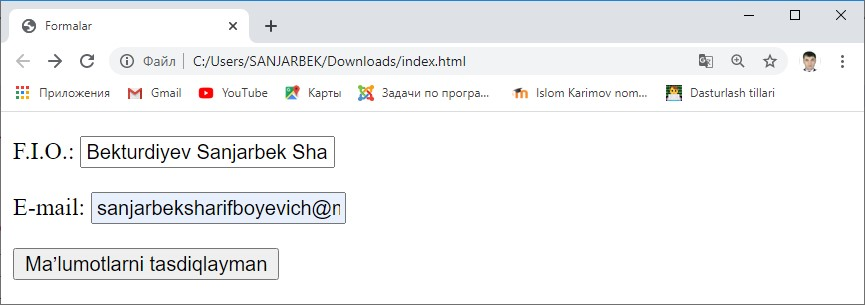 Formalar
Файл C:/Users/SANJARBEK/Downloads/index.html
Приложения Gmail YouTube Карты Задачи по програ... Islom Karimov nom... Dasturlash tillari
F.I.O.: Bekturdiyev Sanjarbek Sha
E-mail: sanjarbeksharifboyevich@
Ma’lumotlarni tasdiqlayman